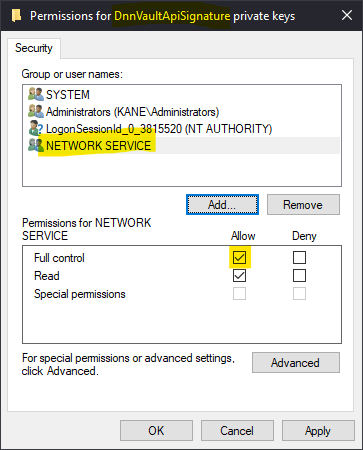 Permissions for DnnVaultApiSignature private keys
Security
Group or user names:
SYSTEM
Administrators (KANE\Administrators)
LogonSessionId_0_3815520 (NT AUTHORITY)
NETWORK SERVICE
Add...
Remove
Permissions for NETWORK
SERVICE
Allow
Deny
Full control
Read
Special permissions
For special permissions or advanced settings,
click Advanced.
Advanced
OK
Cancel
Apply